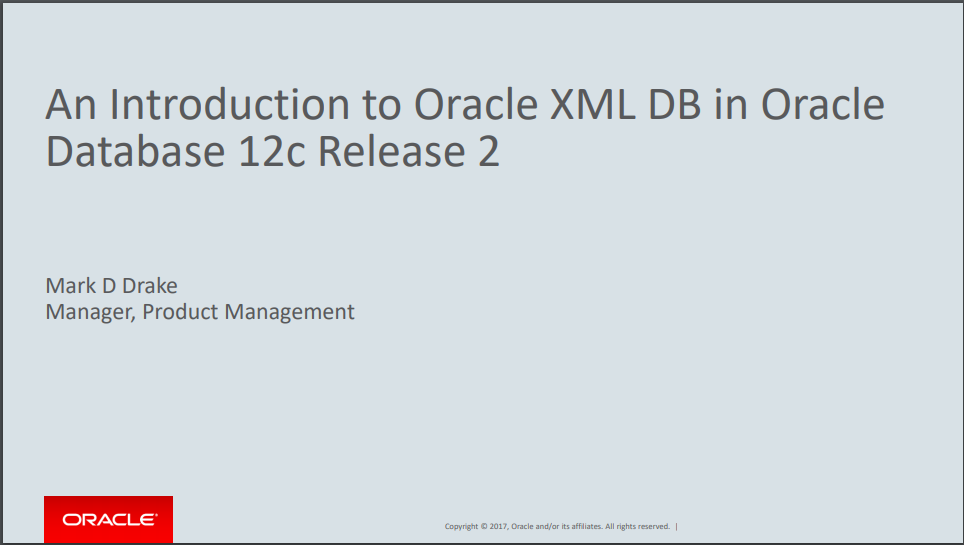 An Introduction to Oracle XML DB in Oracle
Database 12c Release 2
Mark D Drake
Manager, Product Management
ORACLE®
Copyright © 2017, Oracle and/or its affiliates. All rights reserved. |